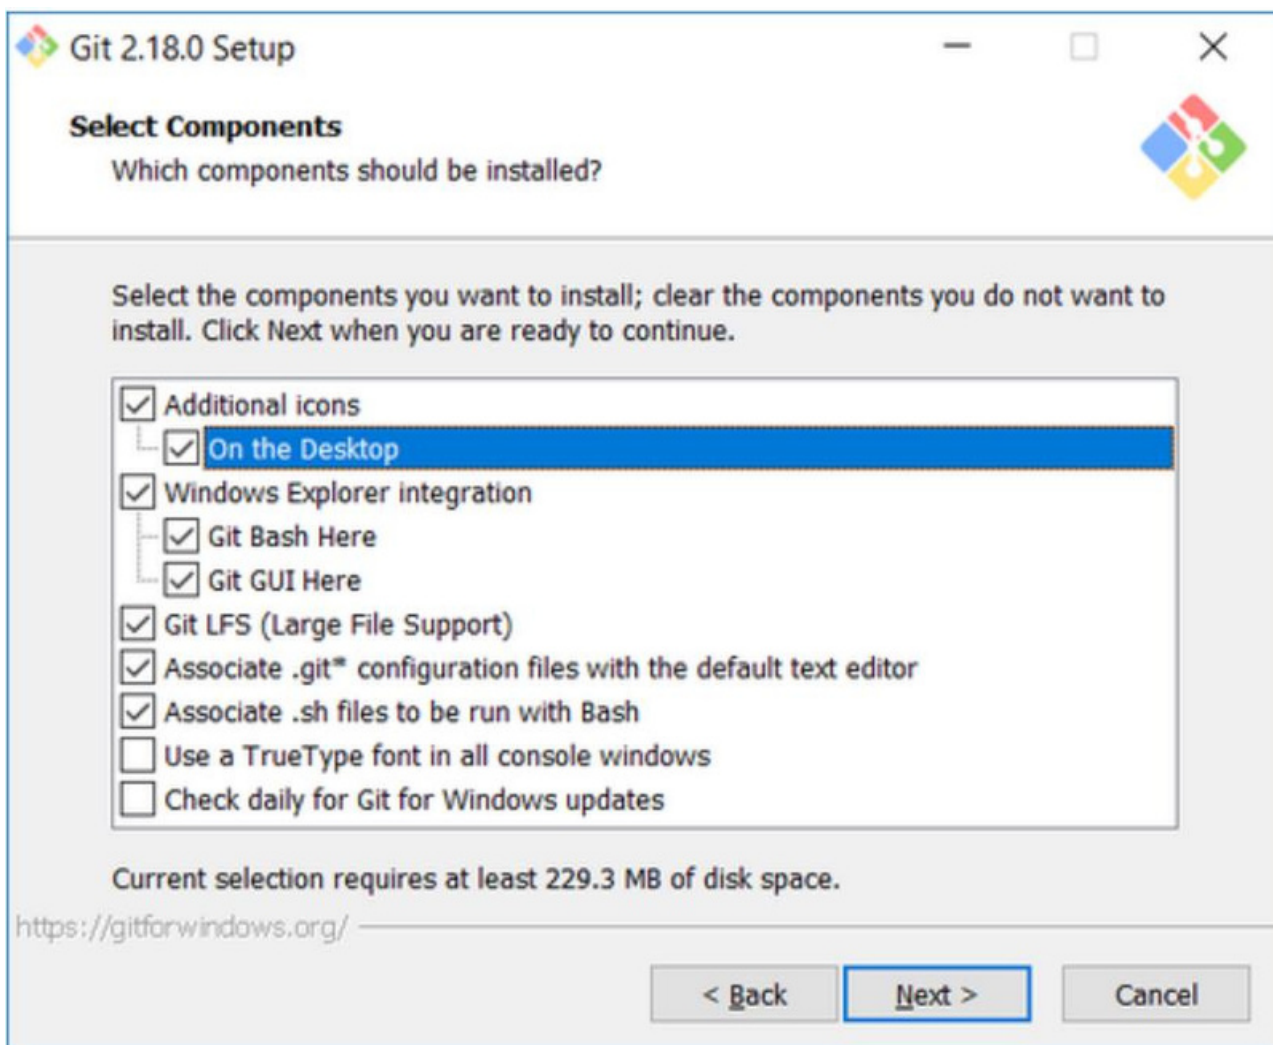 Git 2.18.0 Setup
Select Components
Which components should be installed?
Select the components you want to install; clear the components you do not want to
install. Click Next when you are ready to continue.
Additional icons
On the Desktop
Windows Explorer integration
Git Bash Here
Git GUI Here
Git LFS (Large File Support)
Associate .git* configuration files with the default text editor
Associate .sh files to be run with Bash
Use a TrueType font in all console windows
Check daily for Git for Windows updates
Current selection requires at least 229.3 MB of disk space.
https://gitforwindows.org/
< Back Next > Cancel